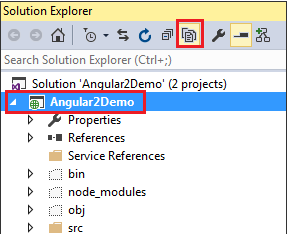 Solution Explorer
Search Solution Explorer (Ctrl+;)
Solution 'Angular2Demo' (2 projects)
Angular2Demo
Properties
References
Service References
bin
node_modules
obj
src